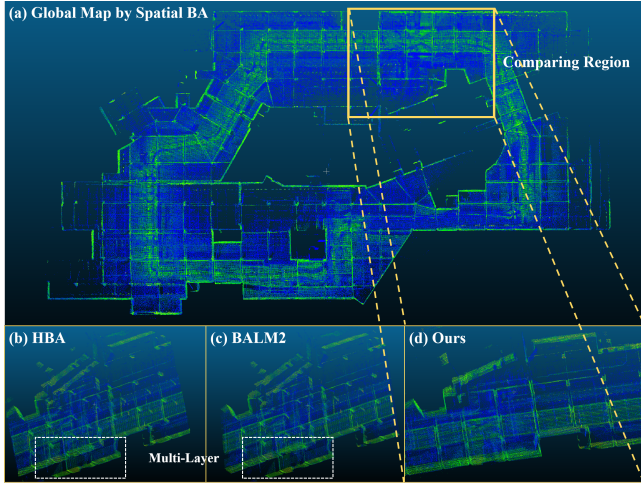 (a) Global Map by Spatial BA
Comparing Region
(b) HBA
(c) BALM2
(d) Ours
Multi-Layer